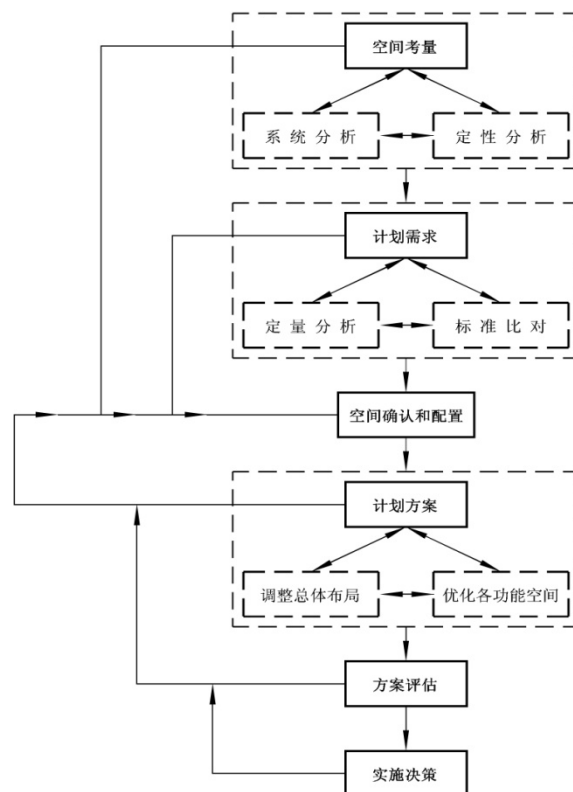 空间考量
系统分析
定性分析
计划需求
定量分析
标准比对
空间确认和配置
计划方案
调整总体布局
优化各功能空间
方案评估
实施决策